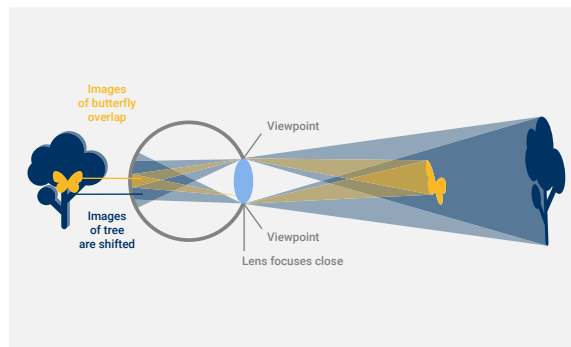 Images
of butterfly
overlap
Viewpoint
Images
of tree
are shifted
Viewpoint
Lens focuses close